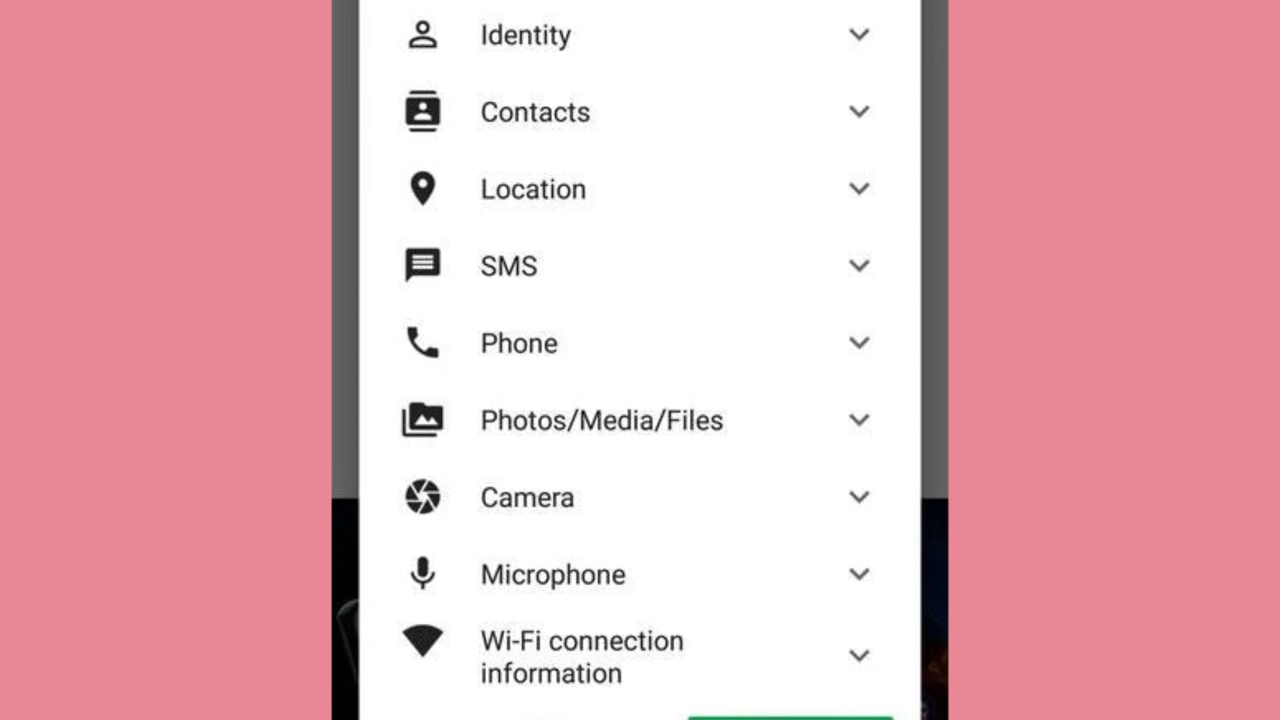 Identity
Contacts
Location
SMS
Phone
Photos/Media/Files
Camera
Microphone
Wi-Fi connection
information